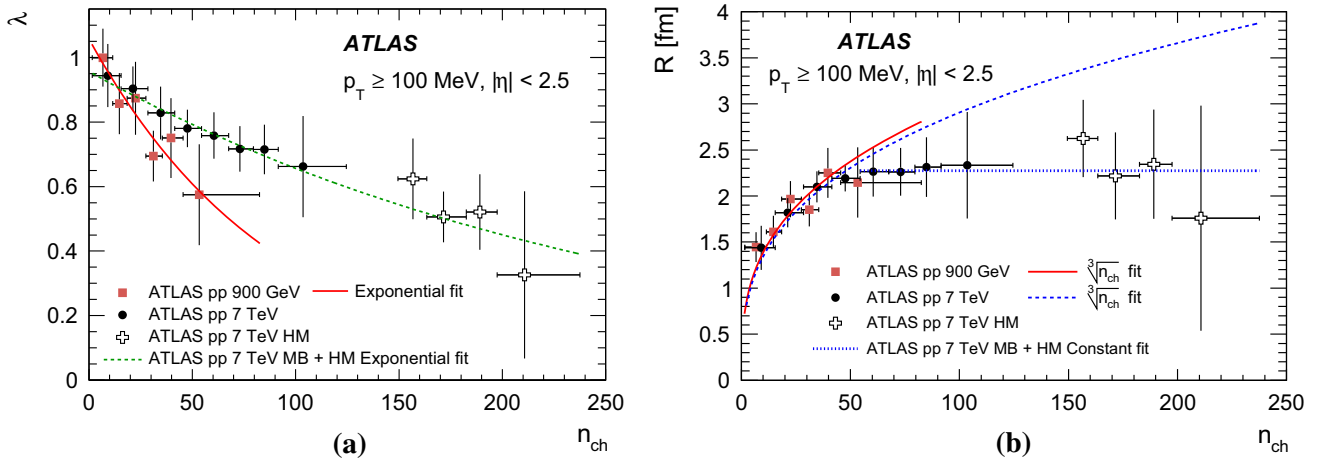 λ
1
0.8
0.6
0.4
0.2
0
ATLAS
p_T ≥ 100 MeV, |η| < 2.5
ATLAS pp 900 GeV
Exponential fit
ATLAS pp 7 TeV
ATLAS pp 7 TeV HM
ATLAS pp 7 TeV MB + HM Exponential fit
0 50 100 150 200 250
n_ch
(a)
R [fm]
4
3.5
3
2.5
2
1.5
1
0.5
0
ATLAS
p_T ≥ 100 MeV, |η| < 2.5
ATLAS pp 900 GeV
∛n_ch fit
ATLAS pp 7 TeV
∛n_ch fit
ATLAS pp 7 TeV HM
ATLAS pp 7 TeV MB + HM Constant fit
0 50 100 150 200 250
n_ch
(b)